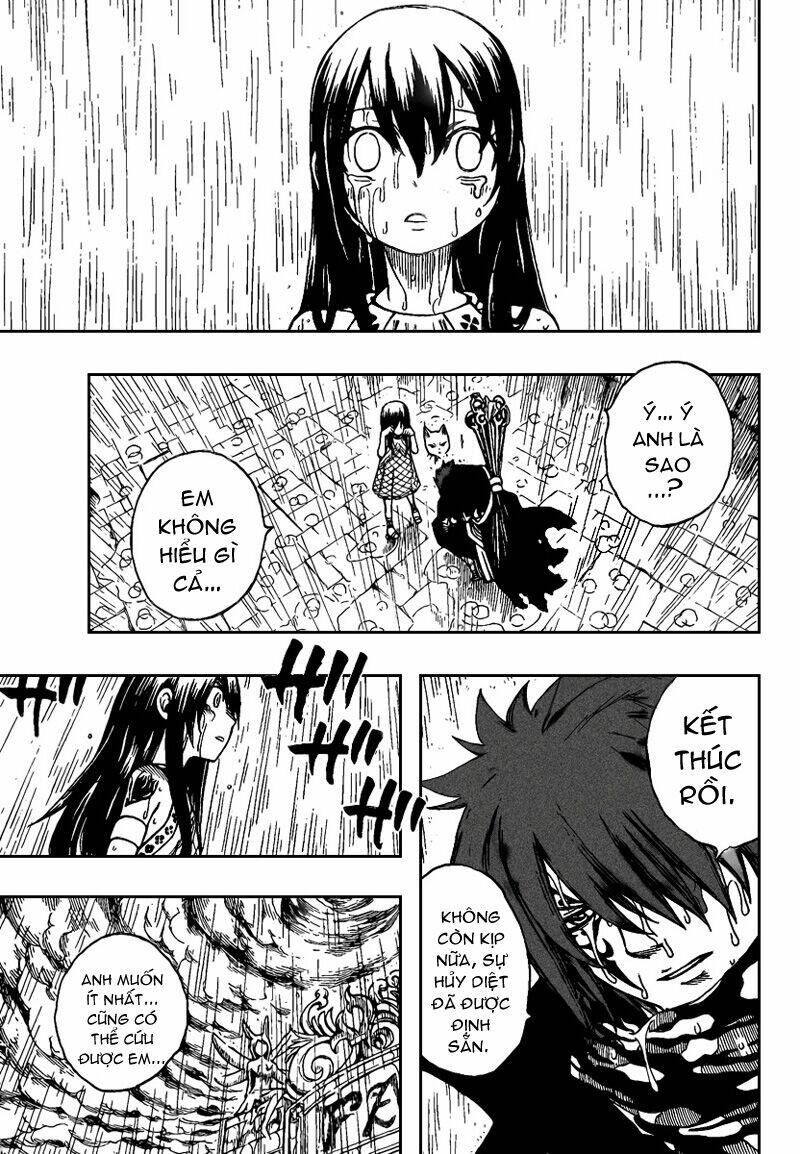 Ý... Ý
ANH LÀ
SAO
...?
EM
KHÔNG
HIỂU GÌ
CẢ...
KẾT
THÚC
RỒI.
KHÔNG
CÒN KỊP
NỮA, SỰ
HỦY DIỆT
ĐÃ ĐƯỢC
ĐỊNH
SẴN.
ANH MUỐN
ÍT NHẤT...
CŨNG CÓ
THỂ CỨU
ĐƯỢC EM...